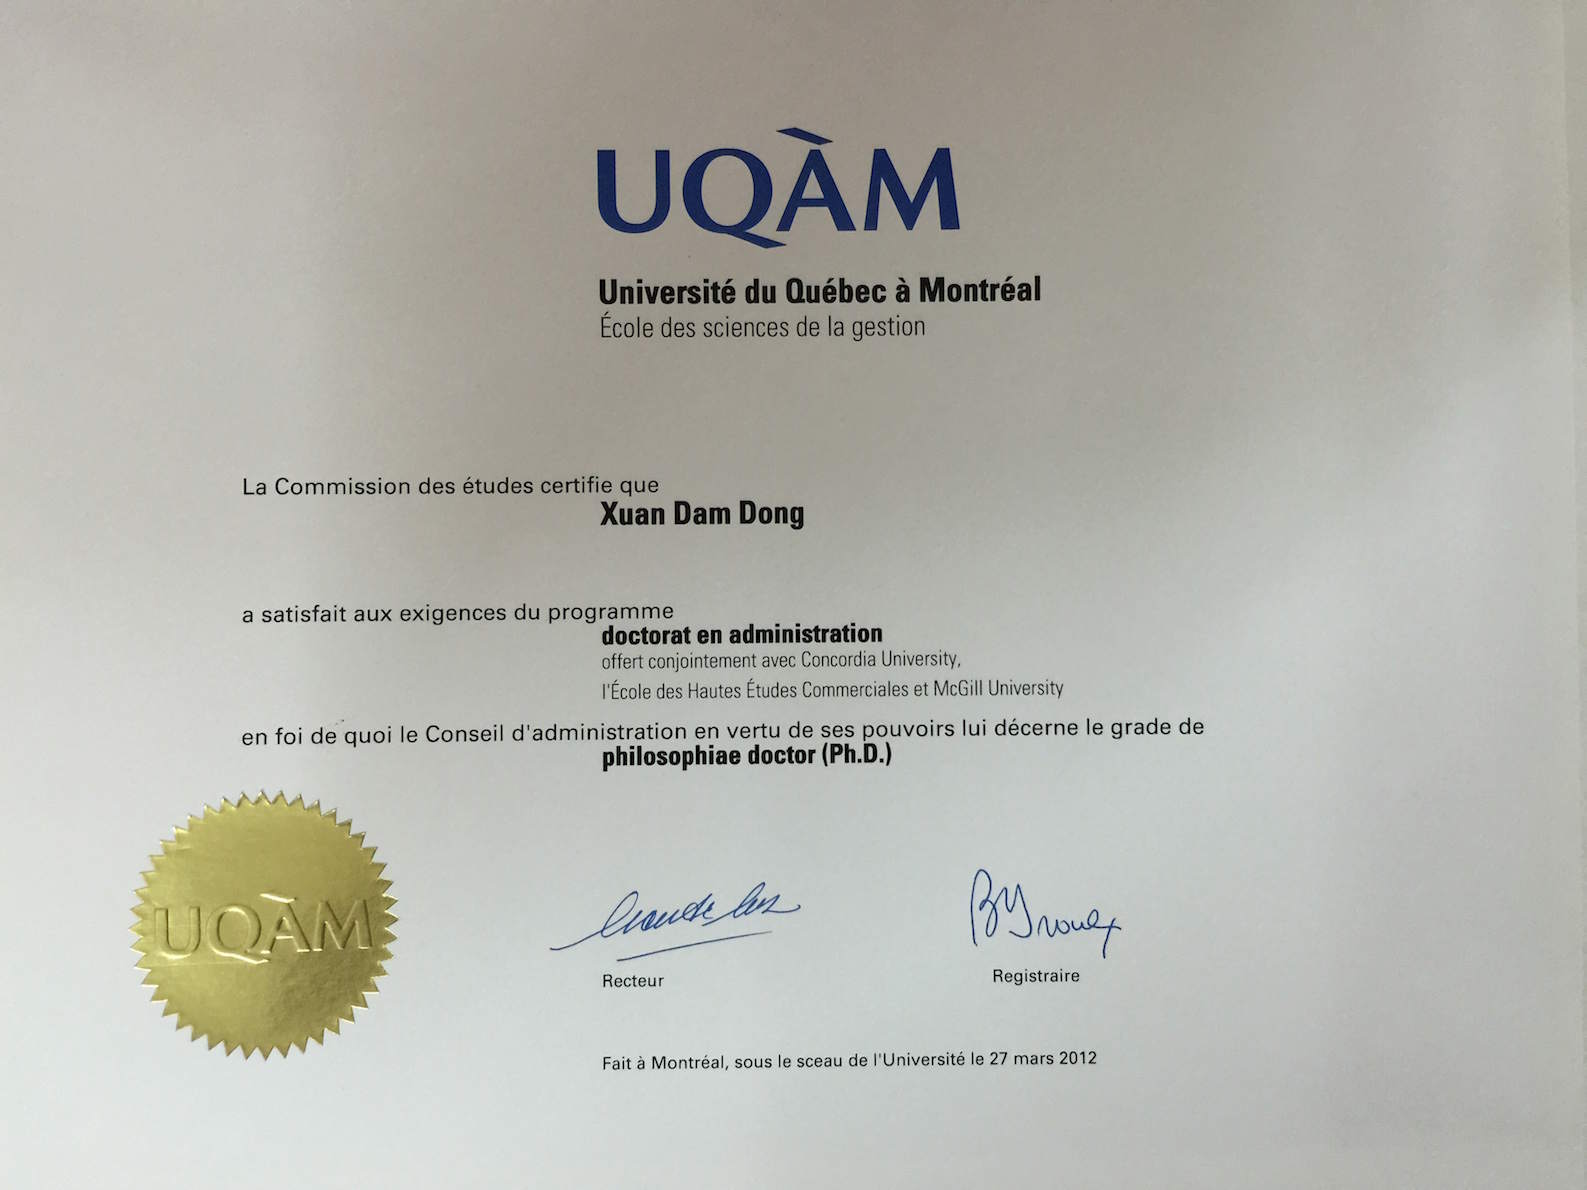 UQÀM
Université du Québec à Montréal
École des sciences de la gestion
La Commission des études certifie que
Xuan Dam Dong
a satisfait aux exigences du programme
doctorat en administration
offert conjointement avec Concordia University,
l'École des Hautes Études Commerciales et McGill University
en foi de quoi le Conseil d'administration en vertu de ses pouvoirs lui décerne le grade de
philosophiae doctor (Ph.D.)
UQÀM
Recteur
Registraire
Fait à Montréal, sous le sceau de l'Université le 27 mars 2012